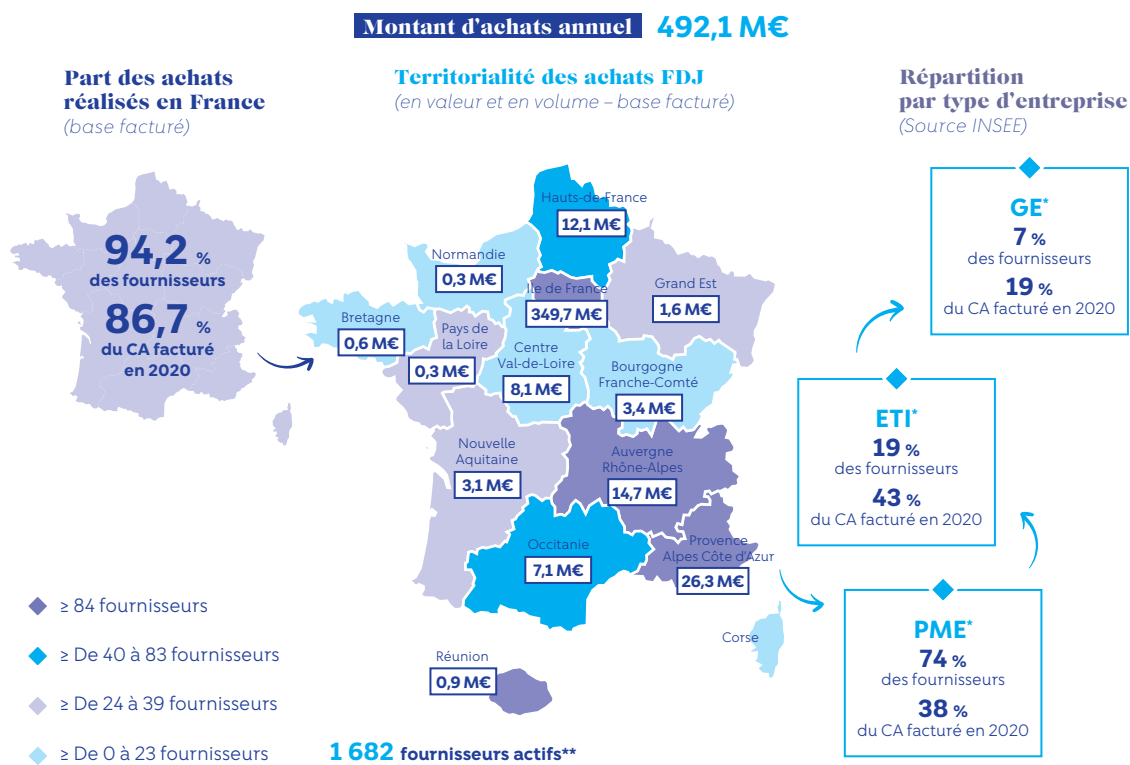 Montant d'achats annuel 492,1 M€
Part des achats
réalisés en France
(base facturé)
94,2 %
des fournisseurs
86,7 %
du CA facturé
en 2020
Territorialité des achats FDJ
(en valeur et en volume – base facturé)
Hauts-de-France
12,1 M€
Normandie
0,3 M€
Ile de France
349,7 M€
Grand Est
1,6 M€
Bretagne
0,6 M€
Pays de
la Loire
0,3 M€
Centre
Val-de-Loire
8,1 M€
Bourgogne
Franche-Comté
3,4 M€
Nouvelle
Aquitaine
3,1 M€
Auvergne
Rhône-Alpes
14,7 M€
Occitanie
7,1 M€
Provence
Alpes Côte d'Azur
26,3 M€
Corse
Réunion
0,9 M€
≥ 84 fournisseurs
≥ De 40 à 83 fournisseurs
≥ De 24 à 39 fournisseurs
≥ De 0 à 23 fournisseurs
1 682 fournisseurs actifs**
Répartition
par type d'entreprise
(Source INSEE)
GE*
7 %
des fournisseurs
19 %
du CA facturé en 2020
ETI*
19 %
des fournisseurs
43 %
du CA facturé en 2020
PME*
74 %
des fournisseurs
38 %
du CA facturé en 2020